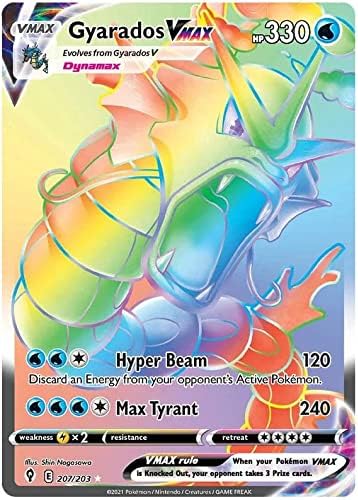 VMAX
Gyarados VMAX HP 330
Evolves from Gyarados V
Dynamax
Hyper Beam 120
Discard an Energy from your opponent's Active Pokémon.
Max Tyrant 240
weakness ×2 resistance retreat
VMAX rule When your Pokémon VMAX
is Knocked Out, your opponent takes 3 Prize cards.
Illus. Shin Nagasawa
E 207/203
©2021 Pokémon / Nintendo / Creatures / GAME FREAK